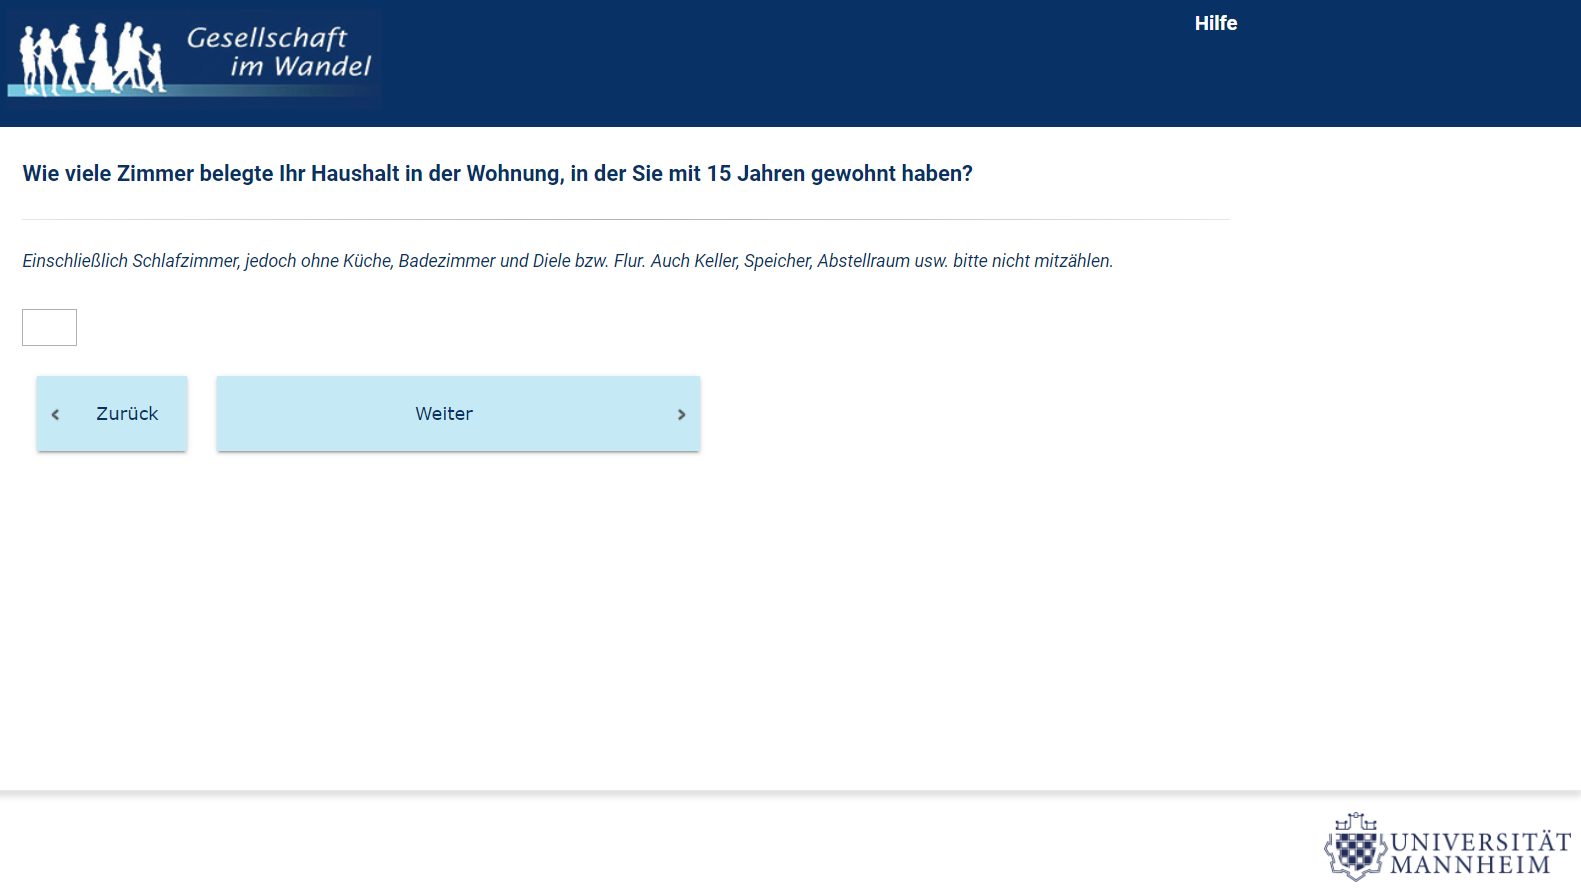 Gesellschaft
im Wandel
Hilfe
Wie viele Zimmer belegte Ihr Haushalt in der Wohnung, in der Sie mit 15 Jahren gewohnt haben?
Einschließlich Schlafzimmer, jedoch ohne Küche, Badezimmer und Diele bzw. Flur. Auch Keller, Speicher, Abstellraum usw. bitte nicht mitzählen.
Zurück
Weiter
UNIVERSITÄT
MANNHEIM